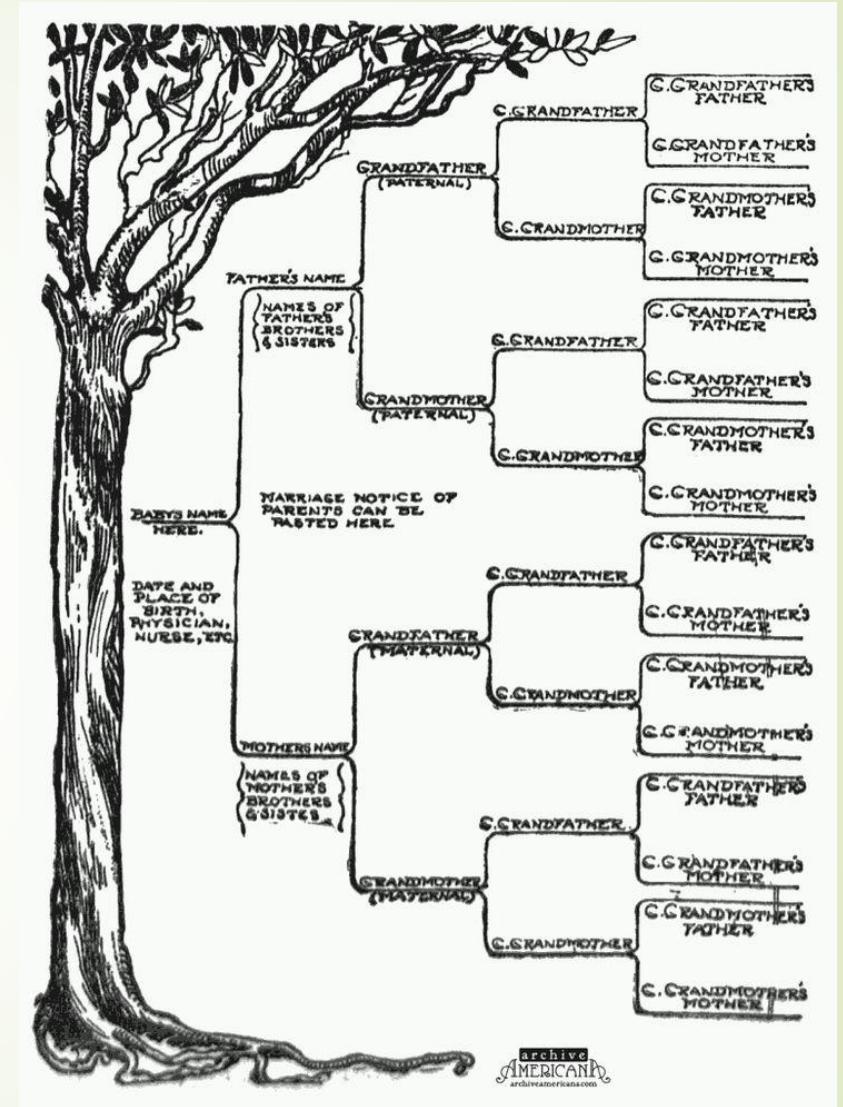 G.GRANDFATHER'S
FATHER
G.GRANDFATHER
G.GRANDFATHER'S
MOTHER
GRANDFATHER
(PATERNAL)
G.GRANDMOTHER'S
FATHER
G.GRANDMOTHER
G.GRANDMOTHER'S
MOTHER
FATHER'S NAME
NAMES OF
FATHER'S
BROTHERS
& SISTERS
G.GRANDFATHER'S
FATHER
G.GRANDFATHER
G.GRANDFATHER'S
MOTHER
GRANDMOTHER
(PATERNAL)
G.GRANDMOTHER'S
FATHER
G.GRANDMOTHER
G.GRANDMOTHER'S
MOTHER
BABYS NAME
HERE.
MARRIAGE NOTICE OF
PARENTS CAN BE
PASTED HERE
DATE AND
PLACE OF
BIRTH,
PHYSICIAN,
NURSE, ETC.
G.GRANDFATHER'S
FATHER
G.GRANDFATHER
G.GRANDFATHER'S
MOTHER
GRANDFATHER
(MATERNAL)
G.GRANDMOTHER'S
FATHER
G.GRANDMOTHER
G.GRANDMOTHER'S
MOTHER
MOTHERS NAME
NAMES OF
MOTHER'S
BROTHERS
& SISTES
G.GRANDFATHER'S
FATHER
G.GRANDFATHER
G.GRANDFATHER'S
MOTHER
GRANDMOTHER
(MATERNAL)
G.GRANDMOTHER'S
FATHER
G.GRANDMOTHER
G.GRANDMOTHER'S
MOTHER
archive
AMERICANA
archiveamericana.com